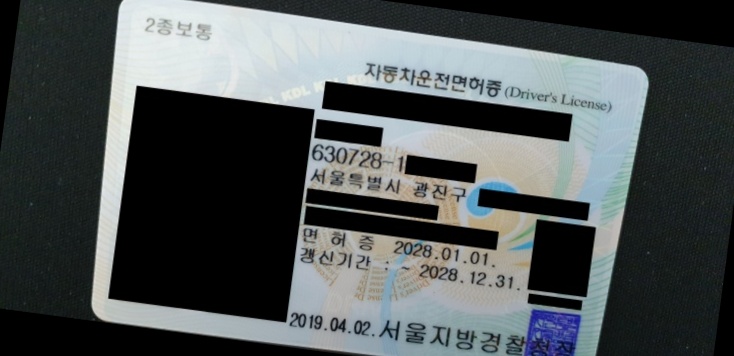 2종보통
자동차운전면허증 (Driver's License)
630728-1
서울특별시 광진구
면 허 증 2028.01.01.
갱신기간 : ~ 2028.12.31.
2019.04.02. 서울지방경찰청장